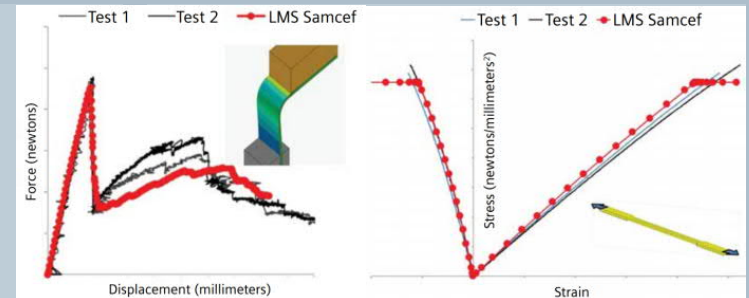 Test 1 Test 2 LMS Samcef
Force (newtons)
Displacement (millimeters)
Test 1 Test 2 LMS Samcef
Stress (newtons/millimeters²)
Strain